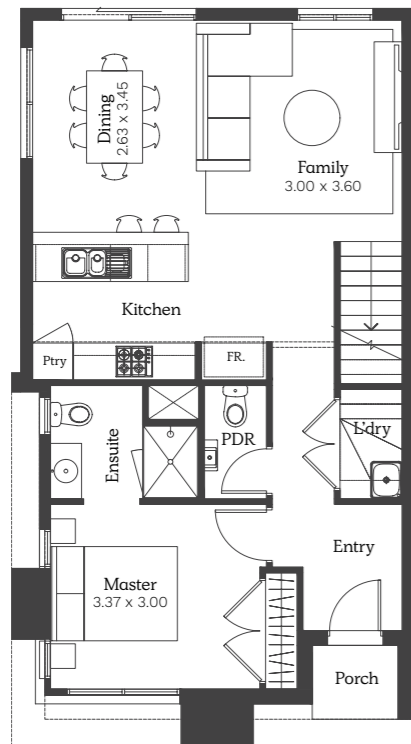 Dining
2.63 x 3.45
Family
3.00 x 3.60
Kitchen
Ptry
FR.
Ensuite
PDR
L'dry
Entry
Master
3.37 x 3.00
Porch